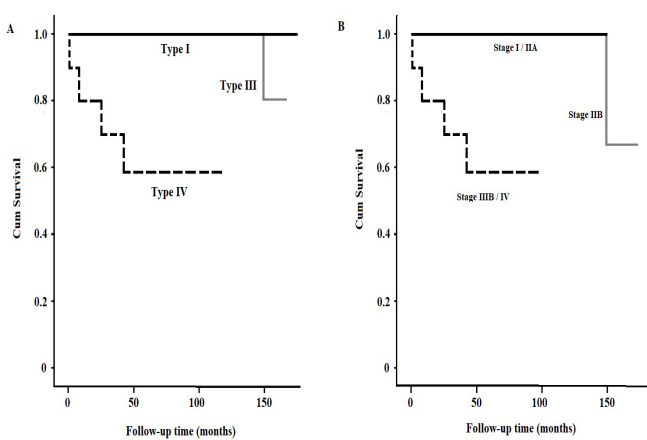 A
Cum Survival
1.0
0.8
0.6
0.4
0.2
0
Type I
Type III
Type IV
0 50 100 150
Follow-up time (months)
B
Cum Survival
1.0
0.8
0.6
0.4
0.2
0
Stage I / IIA
Stage IIB
Stage IIIB / IV
0 50 100 150
Follow-up time (months)